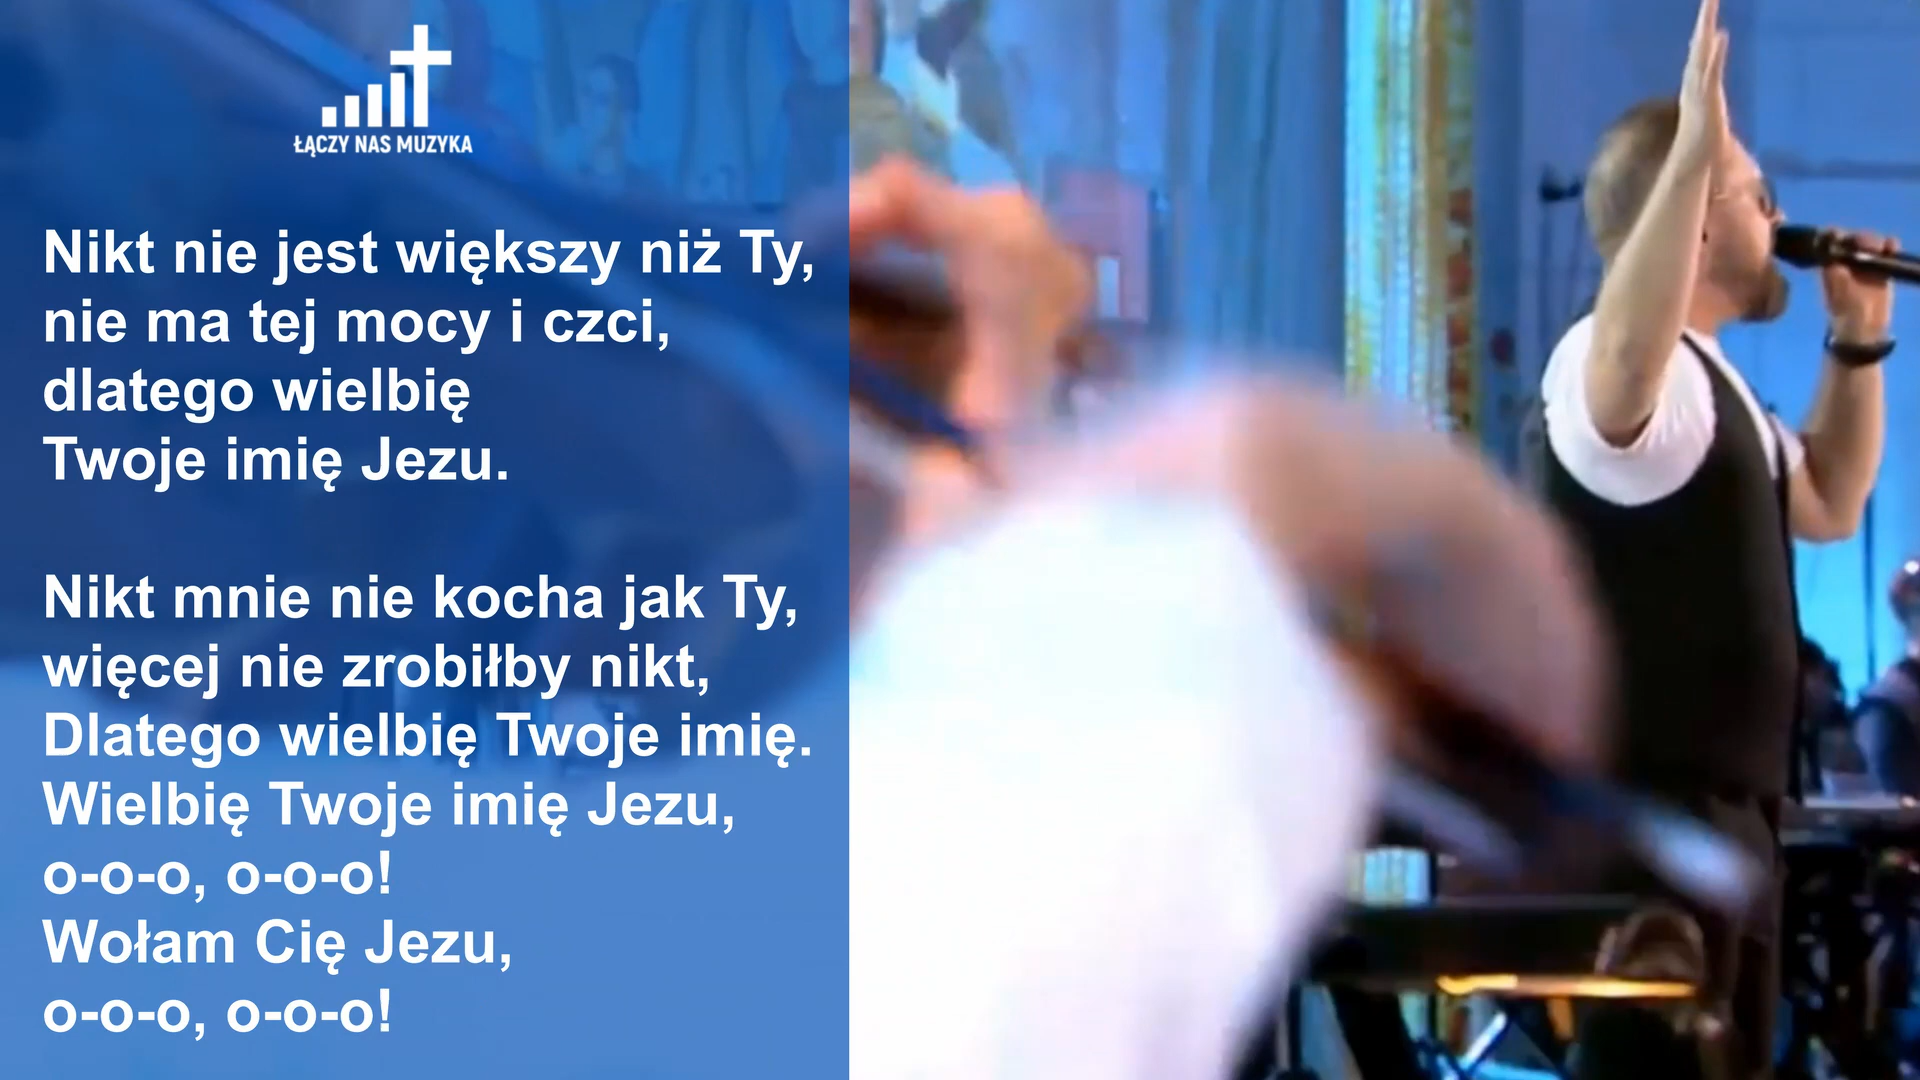 ŁĄCZY NAS MUZYKA
Nikt nie jest większy niż Ty,
nie ma tej mocy i czci,
dlatego wielbię
Twoje imię Jezu.
Nikt mnie nie kocha jak Ty,
więcej nie zrobiłby nikt,
Dlatego wielbię Twoje imię.
Wielbię Twoje imię Jezu,
o-o-o, o-o-o!
Wołam Cię Jezu,
o-o-o, o-o-o!